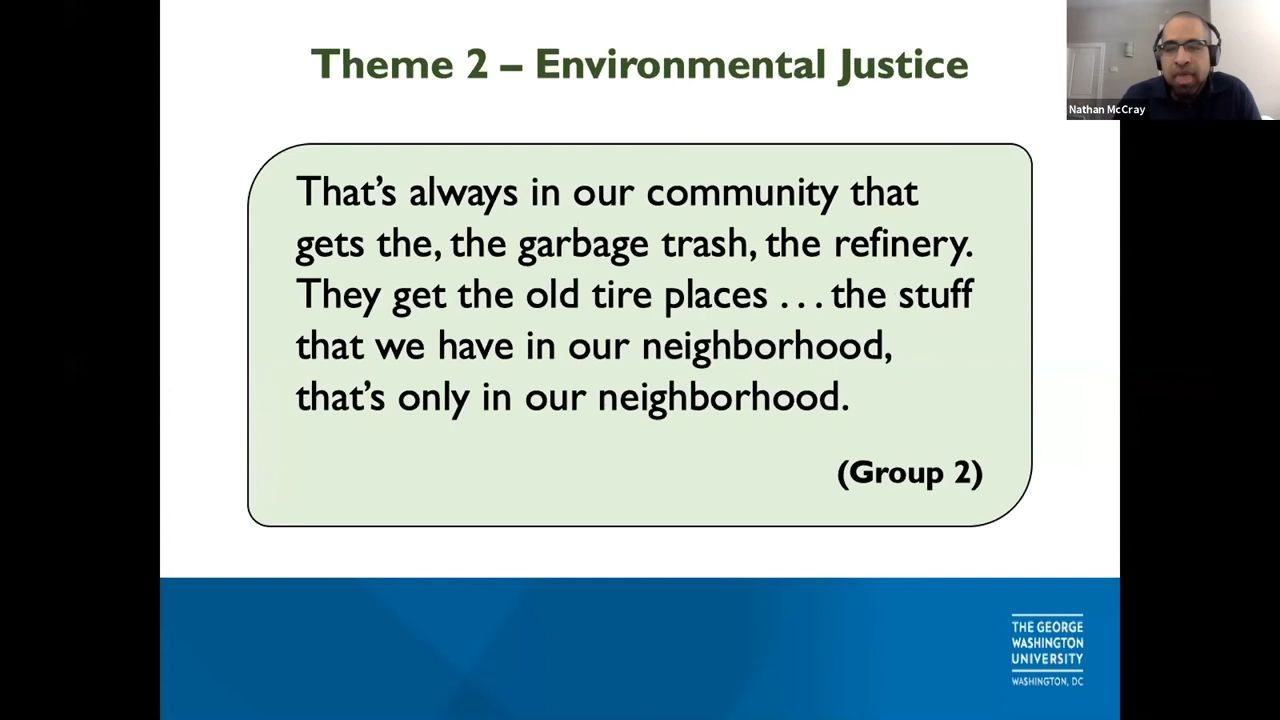 Theme 2 – Environmental Justice
Nathan McCray
That’s always in our community that
gets the, the garbage trash, the refinery.
They get the old tire places . . . the stuff
that we have in our neighborhood,
that’s only in our neighborhood.
(Group 2)
THE GEORGE
WASHINGTON
UNIVERSITY
WASHINGTON, DC